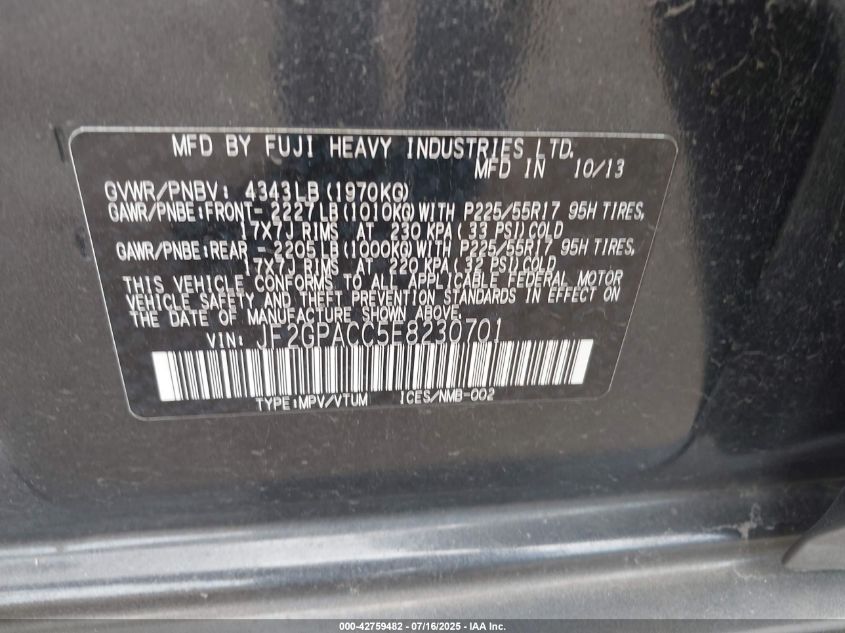 MFD BY FUJI HEAVY INDUSTRIES LTD.
MFD IN 10/13
GVWR/PNBV: 4343LB(1970KG)
GAWR/PNBE:FRONT- 2227LB(1010KG)WITH P225/55R17 95H TIRES,
17X7J RIMS AT 230 KPA(33 PSI)COLD
GAWR/PNBE:REAR - 2205LB(1000KG)WITH P225/55R17 95H TIRES,
17X7J RIMS AT 220 KPA(32 PSI)COLD
THIS VEHICLE CONFORMS TO ALL APPLICABLE FEDERAL MOTOR
VEHICLE SAFETY AND THEFT PREVENTION STANDARDS IN EFFECT ON
THE DATE OF MANUFACTURE SHOWN ABOVE.
VIN: JF2GPACC5E8230701
TYPE:MPV/VTUM ICES/NMB-002
000-42759482 - 07/16/2025 - IAA Inc.